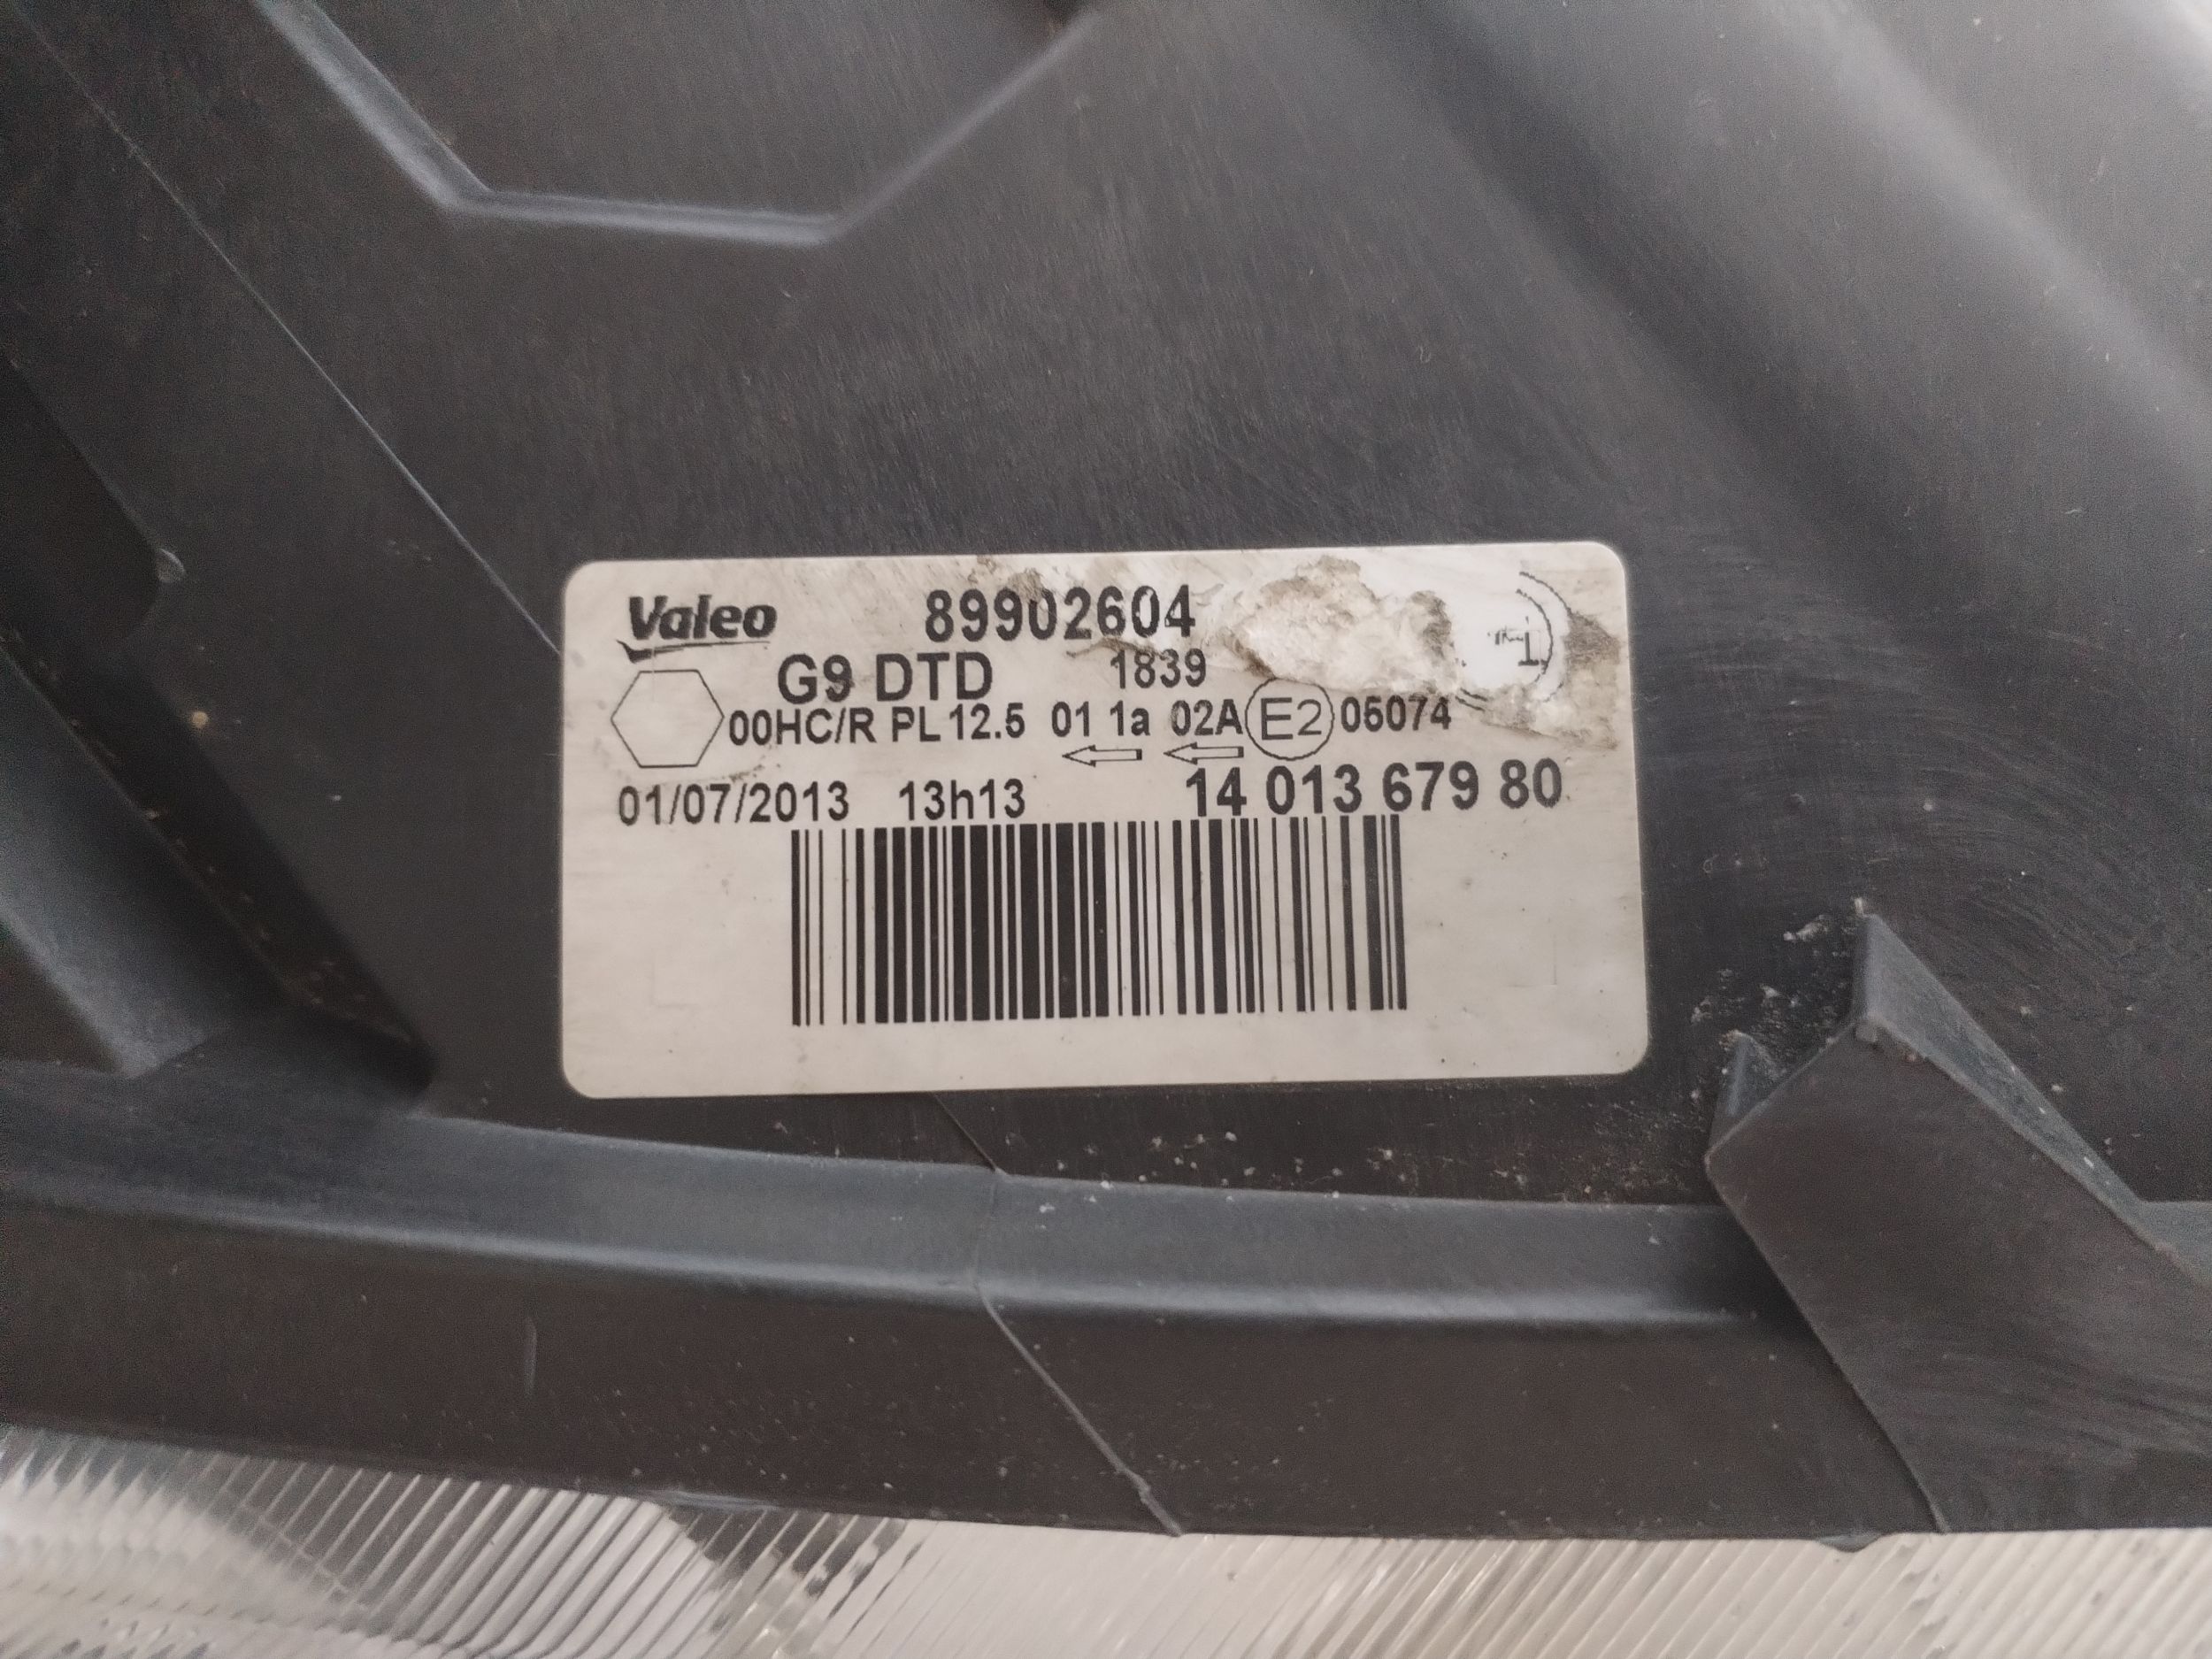 Valeo 89902604
G9 DTD 1839
00HC/R PL 12.5 01 1a 02A E2 05074
01/07/2013 13h13 14 013 679 80